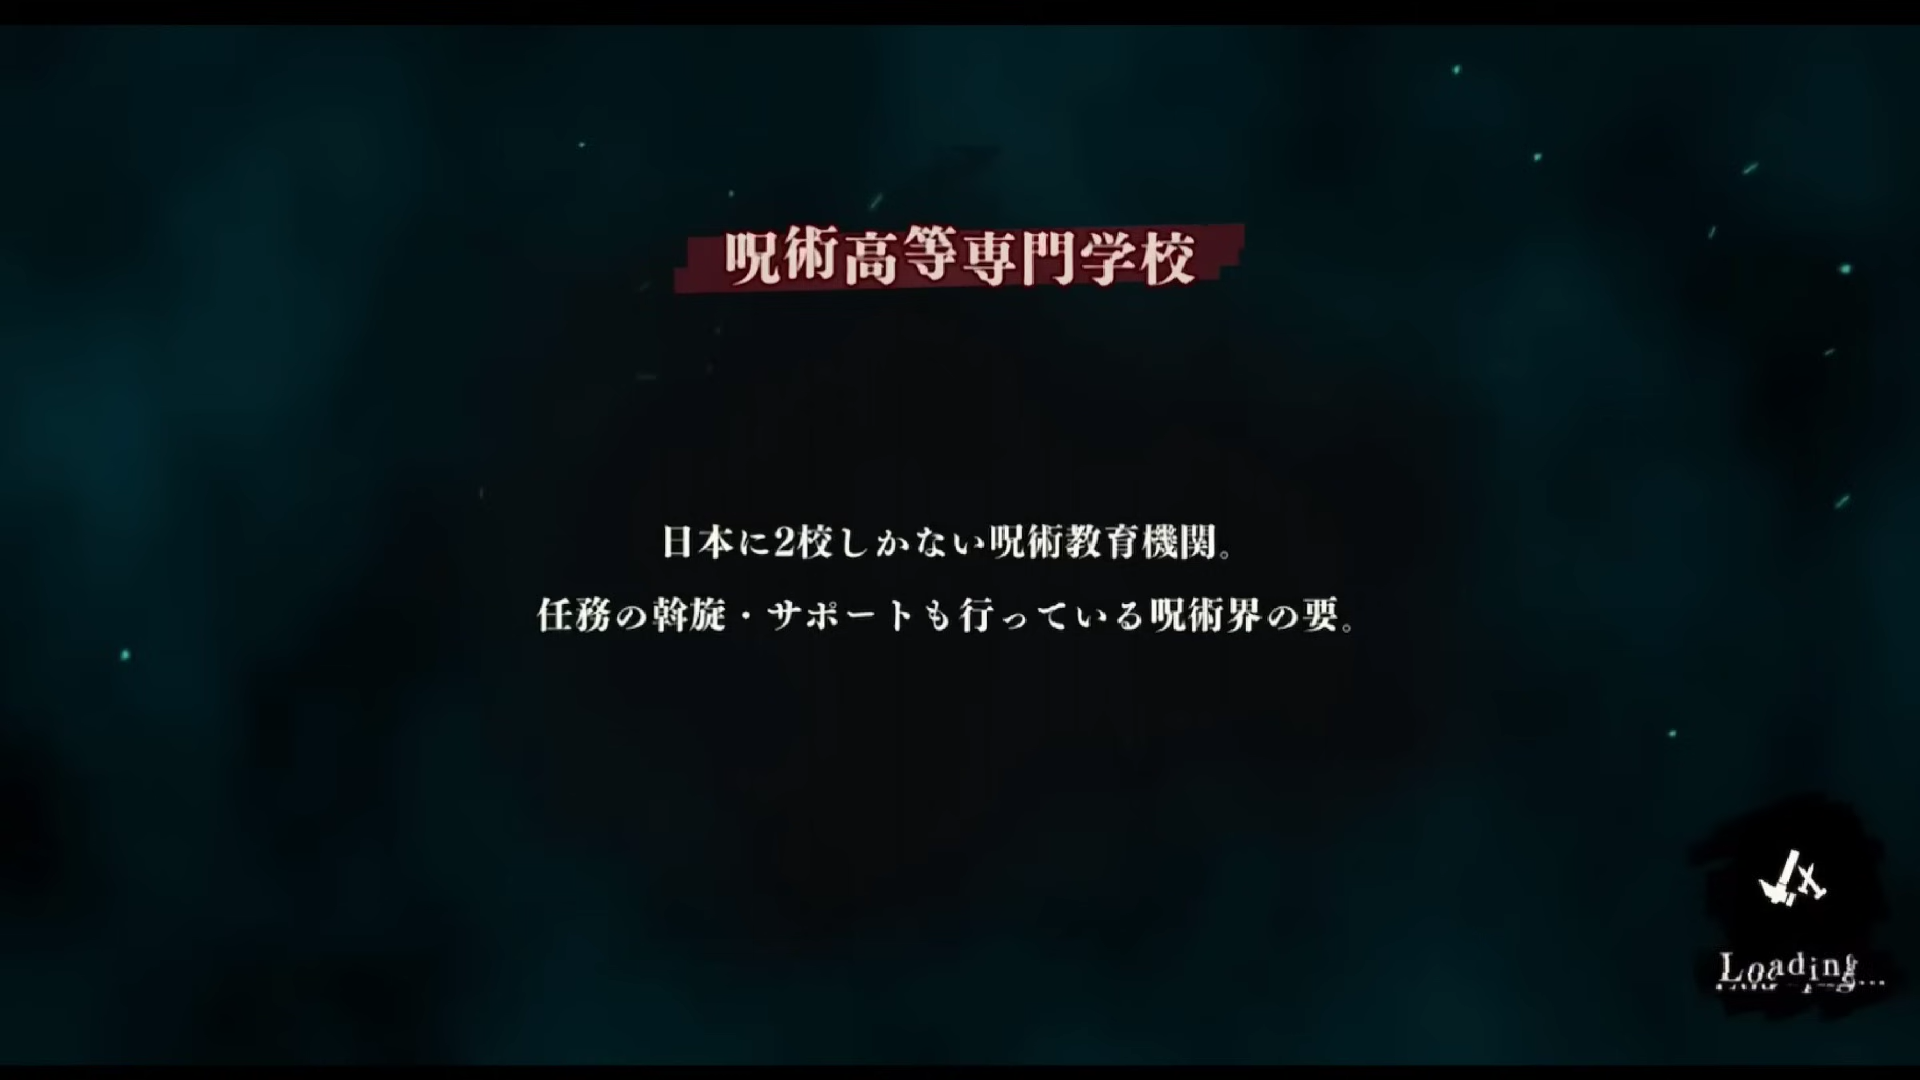 呪術高等専門学校
日本に2校しかない呪術教育機関。
任務の斡旋・サポートも行っている呪術界の要。
Loading...